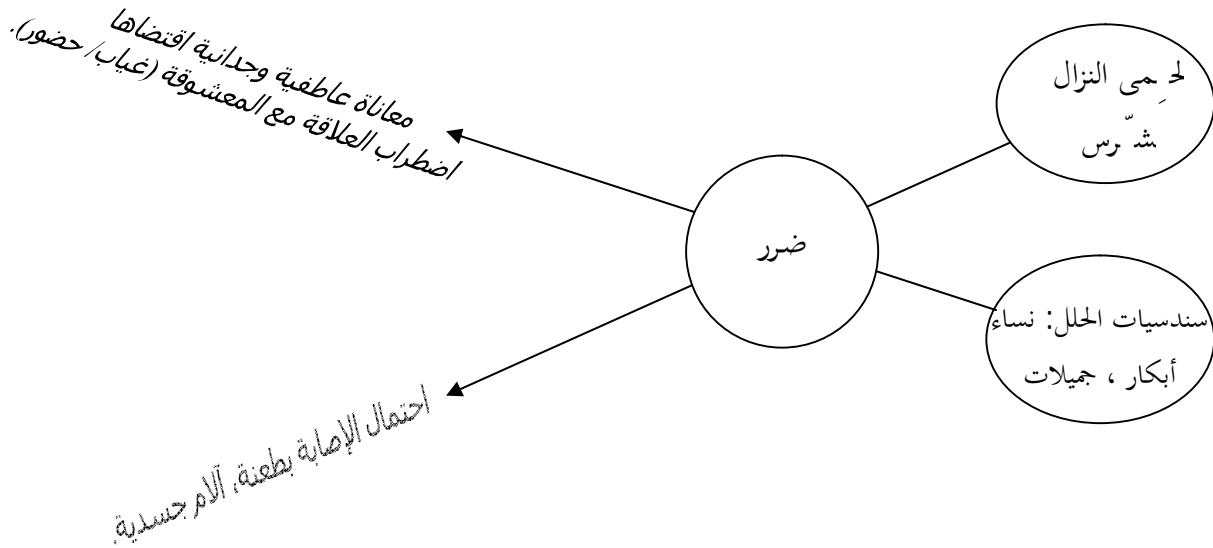 لحِمى النزال
شّرس
سندسيات الحلل: نساء
أبكار ، جميلات
ضرر
معاناة عاطفية وجدانية اقتضاها
اضطراب العلاقة مع المعشوقة (غياب/ حضور).
احتمال الإصابة بطعنة، آلام جسدية.